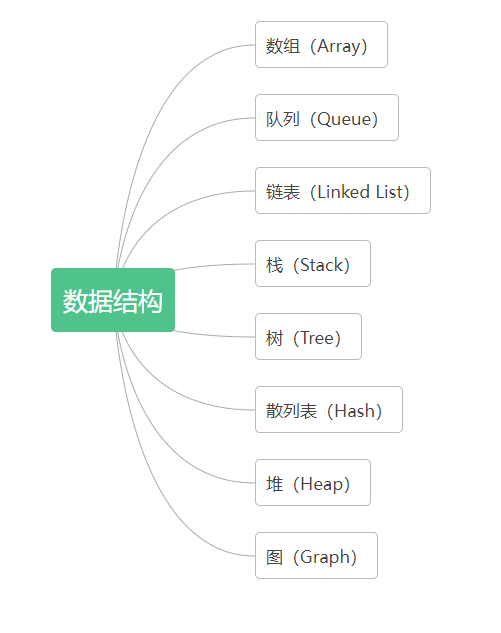 数组（Array）
队列（Queue）
链表（Linked List）
栈（Stack）
数据结构
树（Tree）
散列表（Hash）
堆（Heap）
图（Graph）